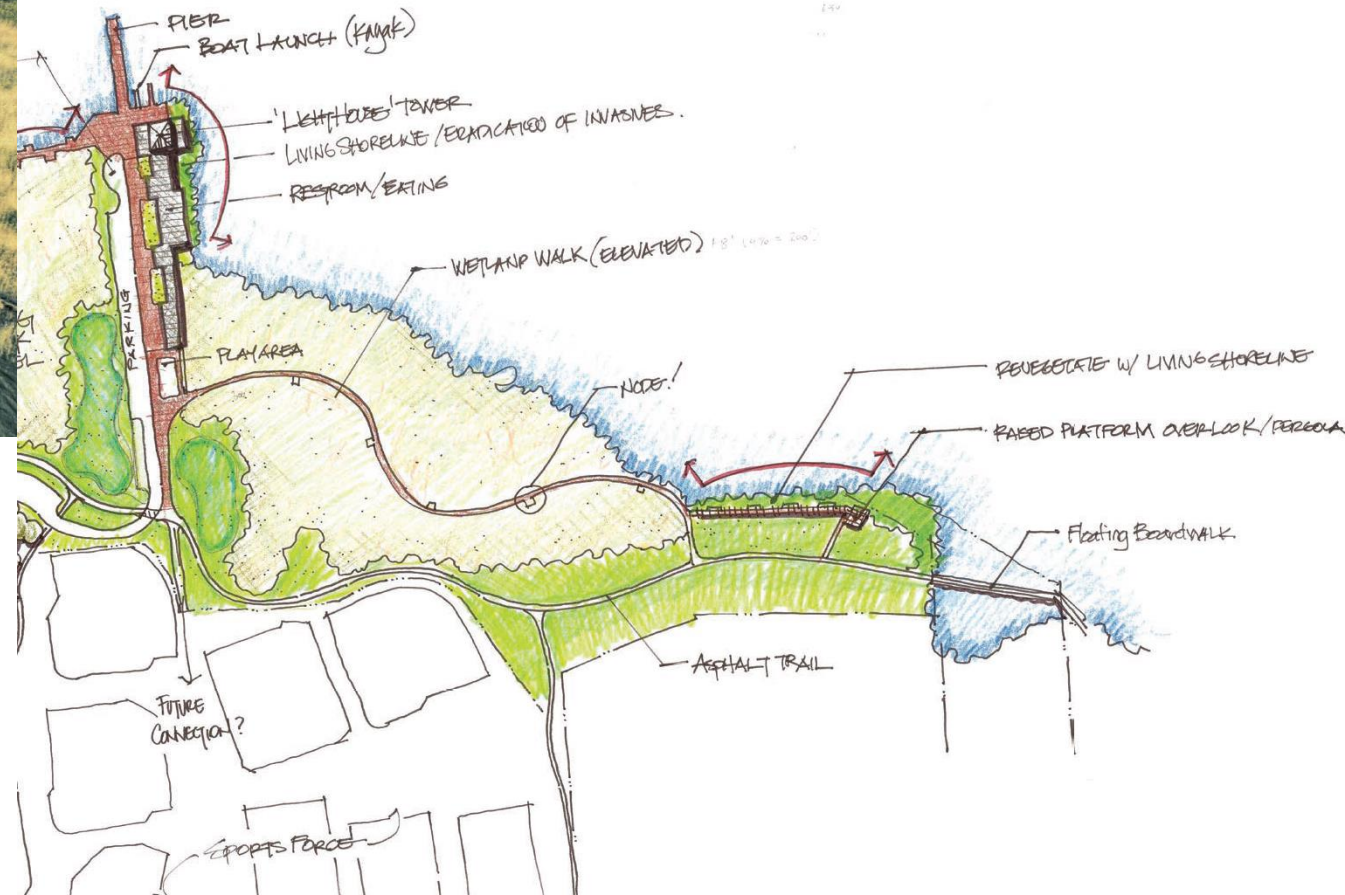 PIER
BOAT LAUNCH (KAYAK)
'LIGHTHOUSE' TOWER
LIVING SHORELINE / ERADICATION OF INVASIVES.
RESTROOM/EATING
WETLAND WALK (ELEVATED)
PARKING
PLAY AREA
NODE!
REVEGETATE W/ LIVING SHORELINE
RAISED PLATFORM OVERLOOK/PERGOLA
Floating Boardwalk
ASPHALT TRAIL
FUTURE
CONNECTION?
SPORTS FORCE